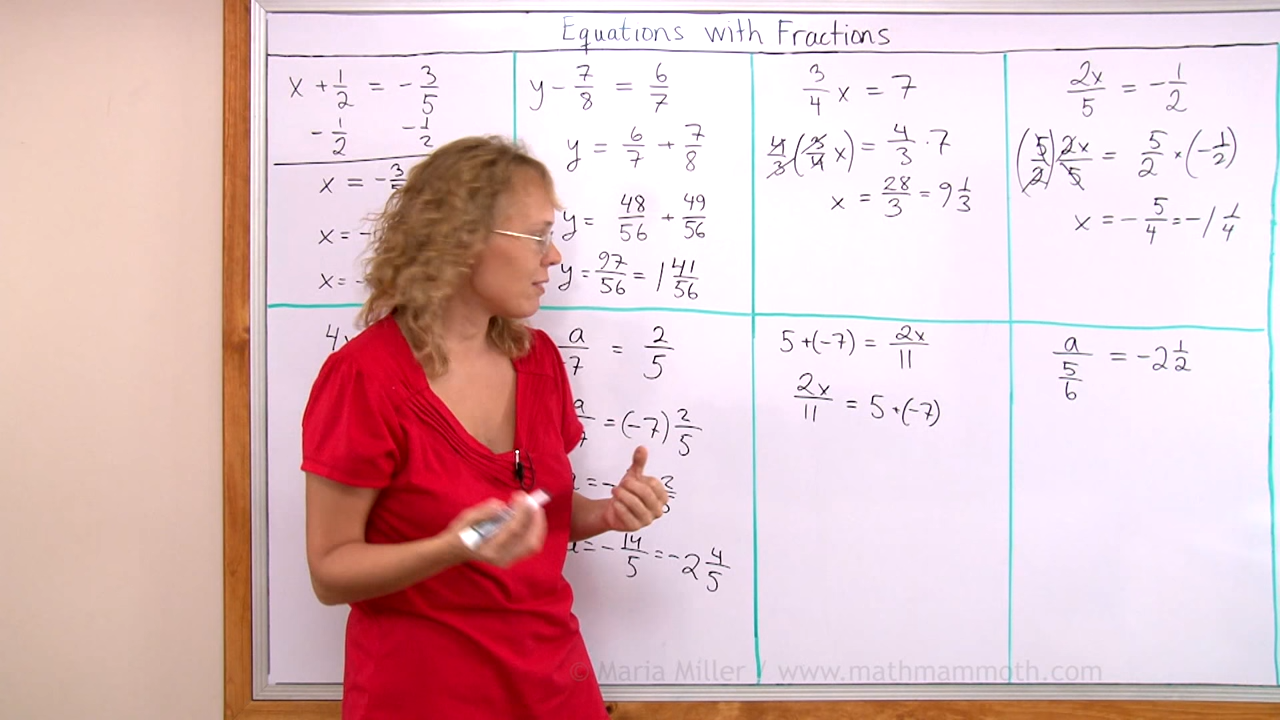 Equations with Fractions
x + 1/2 = - 3/5
- 1/2 - 1/2
x = - 3/
x = -
x = -
y - 7/8 = 6/7
y = 6/7 + 7/8
y = 48/56 + 49/56
y = 97/56 = 1 41/56
3/4 x = 7
4/3 (3/4 x) = 4/3 · 7
x = 28/3 = 9 1/3
2x/5 = - 1/2
(5/2) 2x/5 = 5/2 × (- 1/2)
x = - 5/4 = -1 1/4
4x
a/-7 = 2/5
= (-7) 2/5
= -
= - 14/5 = -2 4/5
5 + (-7) = 2x/11
2x/11 = 5 + (-7)
a/(5/6) = -2 1/2
© Maria Miller / www.mathmammoth.com